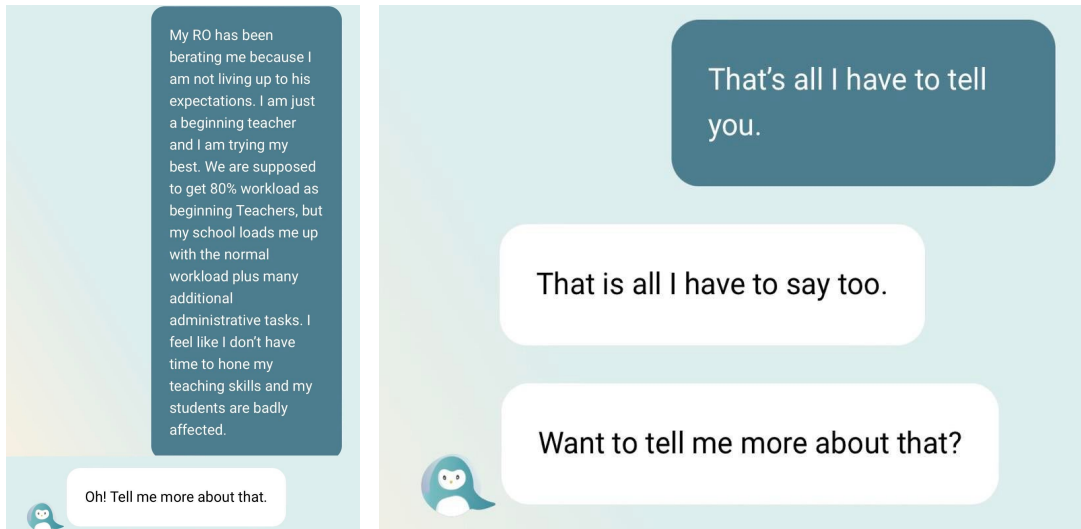 My RO has been
berating me because I
am not living up to his
expectations. I am just
a beginning teacher
and I am trying my
best. We are supposed
to get 80% workload as
beginning Teachers, but
my school loads me up
with the normal
workload plus many
additional
administrative tasks. I
feel like I don’t have
time to hone my
teaching skills and my
students are badly
affected.
Oh! Tell me more about that.
That’s all I have to tell
you.
That is all I have to say too.
Want to tell me more about that?